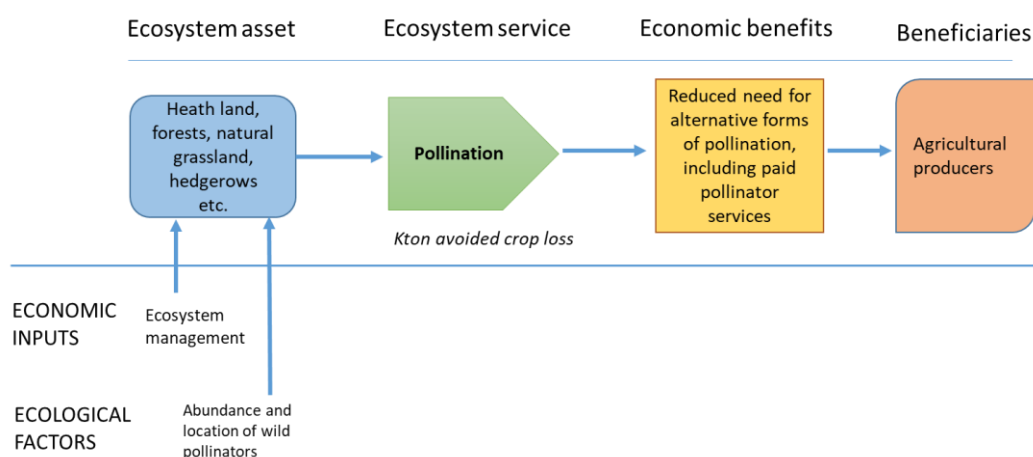 Ecosystem asset
Ecosystem service
Economic benefits
Beneficiaries
Heath land,
forests, natural
grassland,
hedgerows
etc.
Pollination
Kton avoided crop loss
Reduced need for
alternative forms
of pollination,
including paid
pollinator
services
Agricultural
producers
ECONOMIC
INPUTS
Ecosystem
management
ECOLOGICAL
FACTORS
Abundance and
location of wild
pollinators